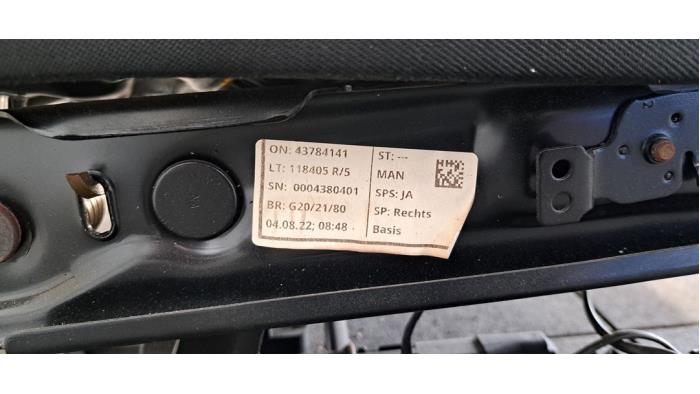 ON: 43784141
LT: 118405 R/5
SN: 0004380401
BR: G20/21/80
04.08.22; 08:48
ST: ---
MAN
SPS: JA
SP: Rechts
Basis
2